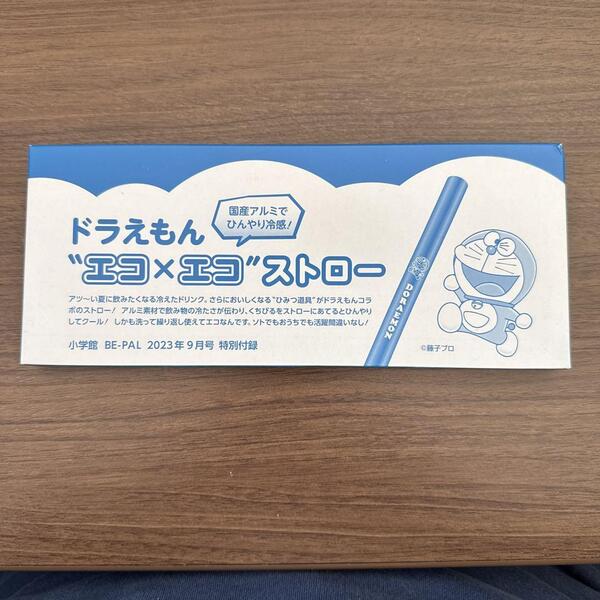 国産アルミで
ひんやり冷感!
ドラえもん
"エコ×エコ"ストロー
アツ〜い夏に飲みたくなる冷えたドリンク。さらにおいしくなる"ひみつ道具"がドラえもんコラ
ボのストロー! アルミ素材で飲み物の冷たさが伝わり、くちびるをストローにあてるとひんやり
してクール! しかも洗って繰り返し使えてエコなんです。ソトでもおうちでも活躍間違いなし!
小学館 BE-PAL 2023年9月号 特別付録
DORAEMON
©藤子プロ